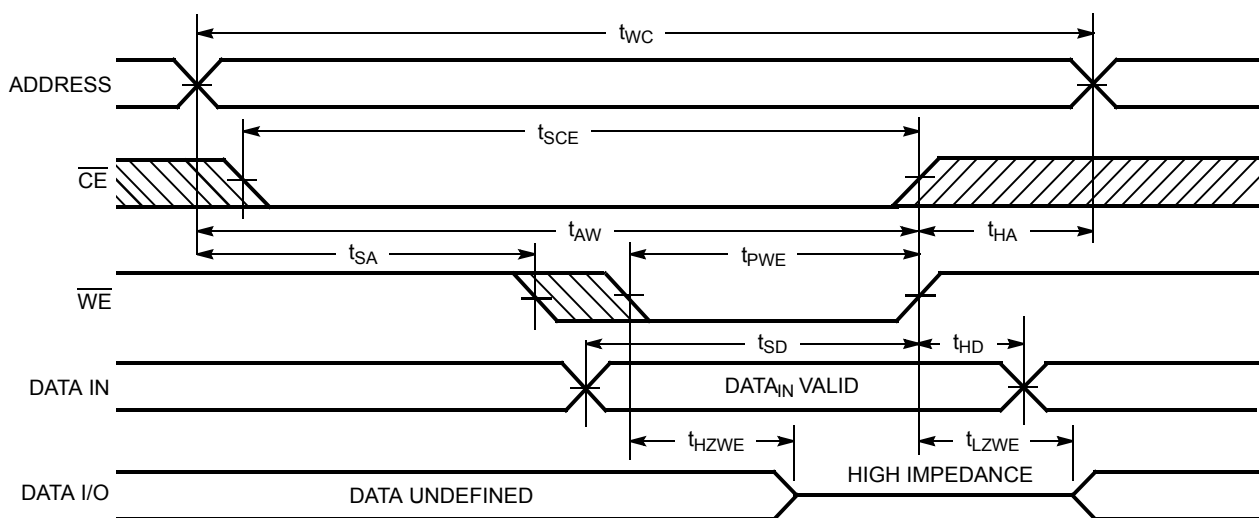 tWC
ADDRESS
tSCE
CE
tAW
tHA
tSA
tPWE
WE
tSD
tHD
DATA IN
DATAIN VALID
tHZWE
tLZWE
HIGH IMPEDANCE
DATA I/O
DATA UNDEFINED